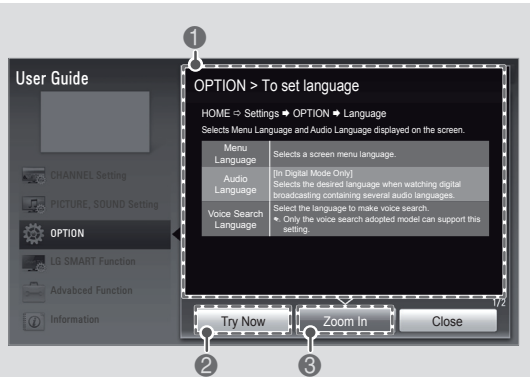 1
User Guide
OPTION > To set language
HOME ⇨ Settings ➡ OPTION ➡ Language
Selects Menu Language and Audio Language displayed on the screen.
Menu
Language
Selects a screen menu language.
Audio
Language
[In Digital Mode Only]
Selects the desired language when watching digital
broadcasting containing several audio languages.
Voice Search
Language
Select the language to make voice search.
Only the voice search adopted model can support this
setting.
CHANNEL Setting
PICTURE, SOUND Setting
OPTION
LG SMART Function
Advabced Function
Information
1/2
Try Now
Zoom In
Close
2
3